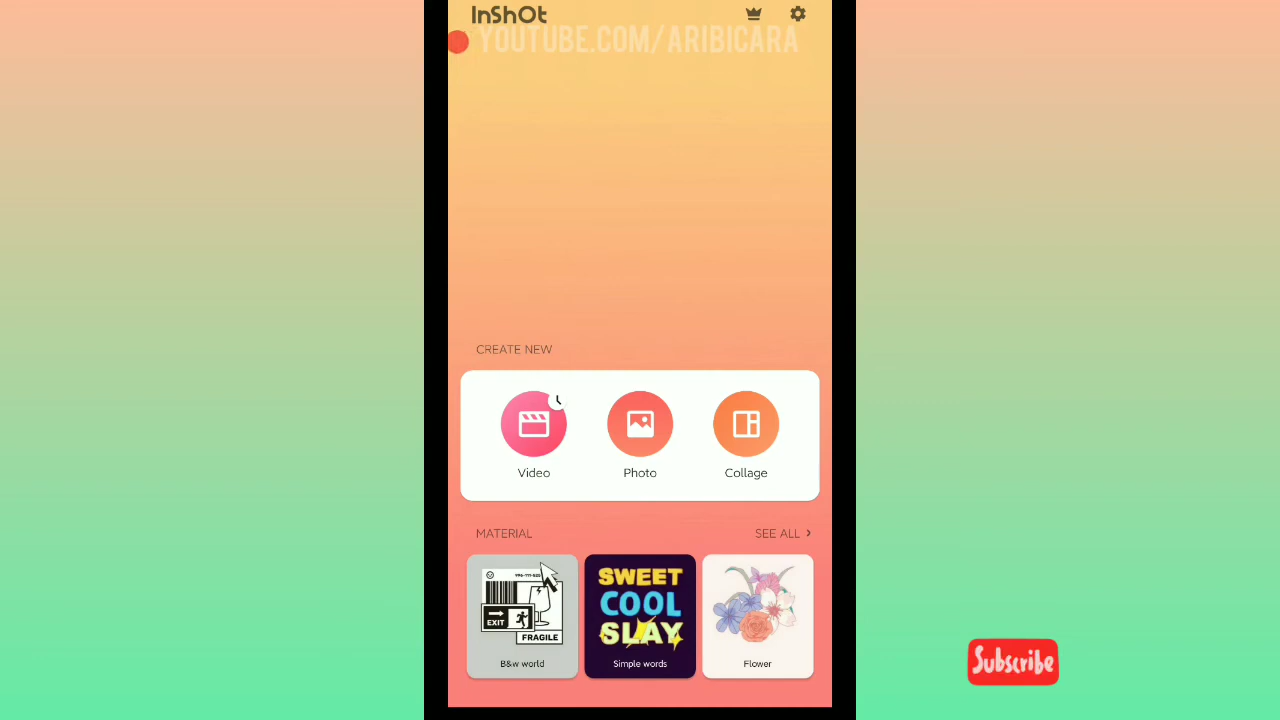 InShOt
YOUTUBE.COM/ARIBICARA
CREATE NEW
Video
Photo
Collage
MATERIAL
SEE ALL >
EXIT
FRAGILE
B&w world
SWEET
COOL
SLAY
Simple words
Flower
Subscribe